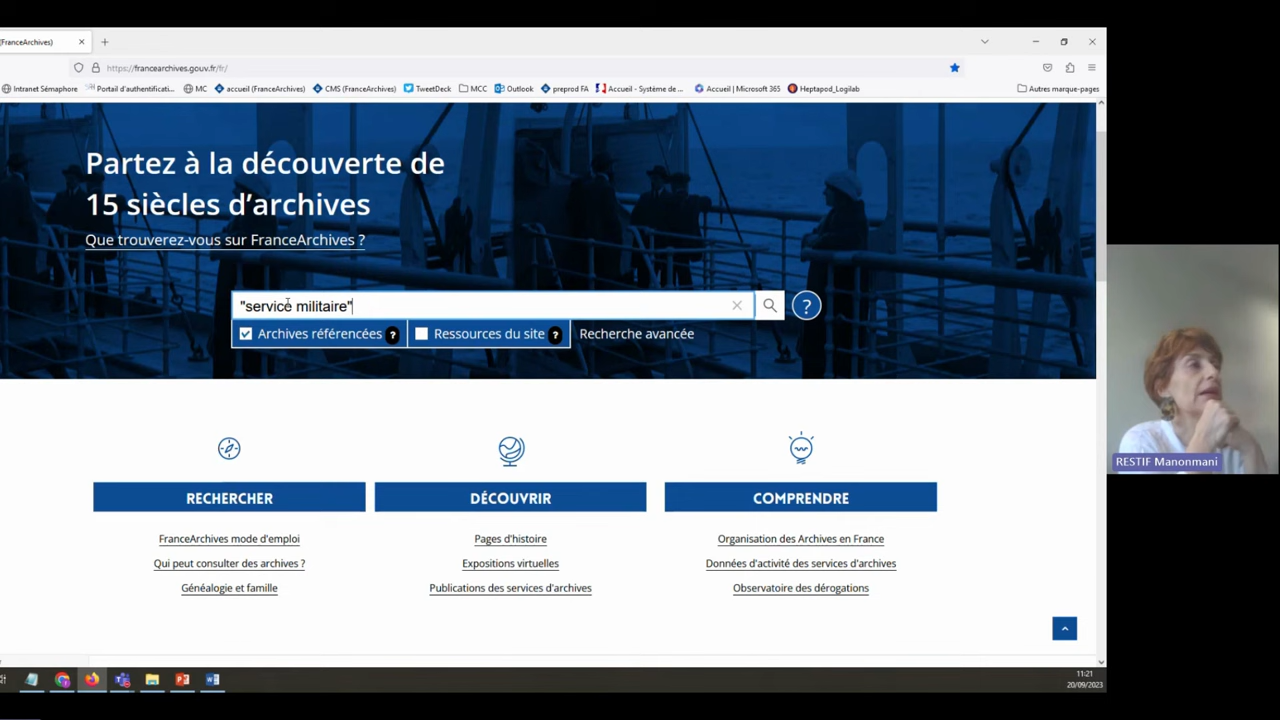 (FranceArchives)
https://francearchives.gouv.fr/fr/
Intranet Sémaphore Portail d'authentificati... MC accueil (FranceArchives) CMS (FranceArchives) TweetDeck MCC Outlook preprod FA Accueil - Système de ... Accueil | Microsoft 365 Heptapod_Logilab Autres marque-pages
Partez à la découverte de
15 siècles d’archives
Que trouverez-vous sur FranceArchives ?
"service militaire" ?
Archives référencées ? Ressources du site ? Recherche avancée
RECHERCHER DÉCOUVRIR COMPRENDRE
FranceArchives mode d'emploi Pages d'histoire Organisation des Archives en France
Qui peut consulter des archives ? Expositions virtuelles Données d'activité des services d'archives
Généalogie et famille Publications des services d'archives Observatoire des dérogations
RESTIF Manonmani
11:21
20/09/2023